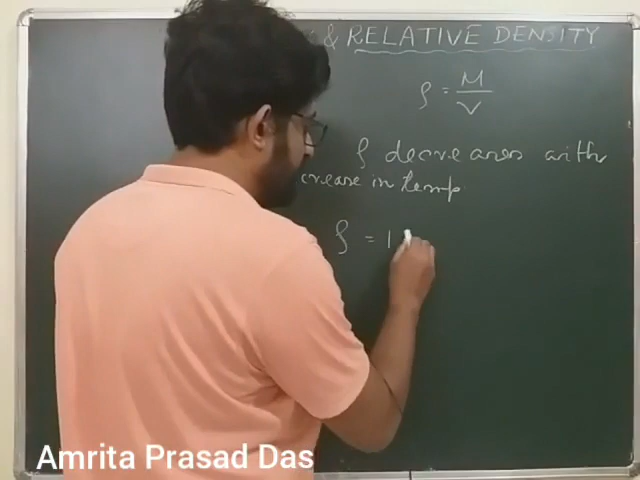 & RELATIVE DENSITY
ρ = M/V
ρ decreases with
crease in temp.
ρ = 1
Amrita Prasad Das